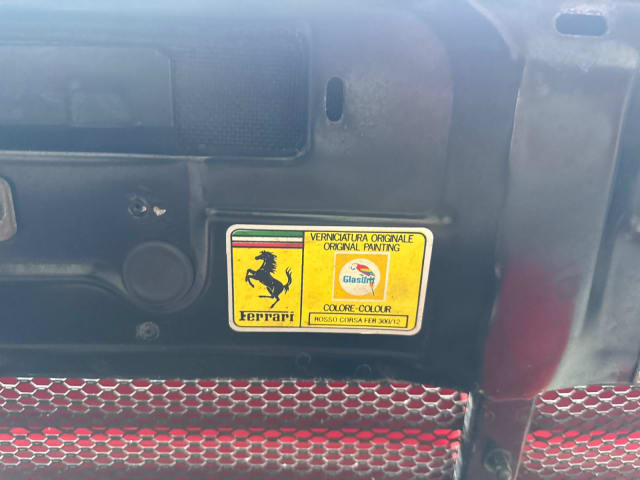 VERNICIATURA ORIGINALE
ORIGINAL PAINTING
Glasurit
COLORE-COLOUR
ROSSO CORSA FER 300/12
Ferrari